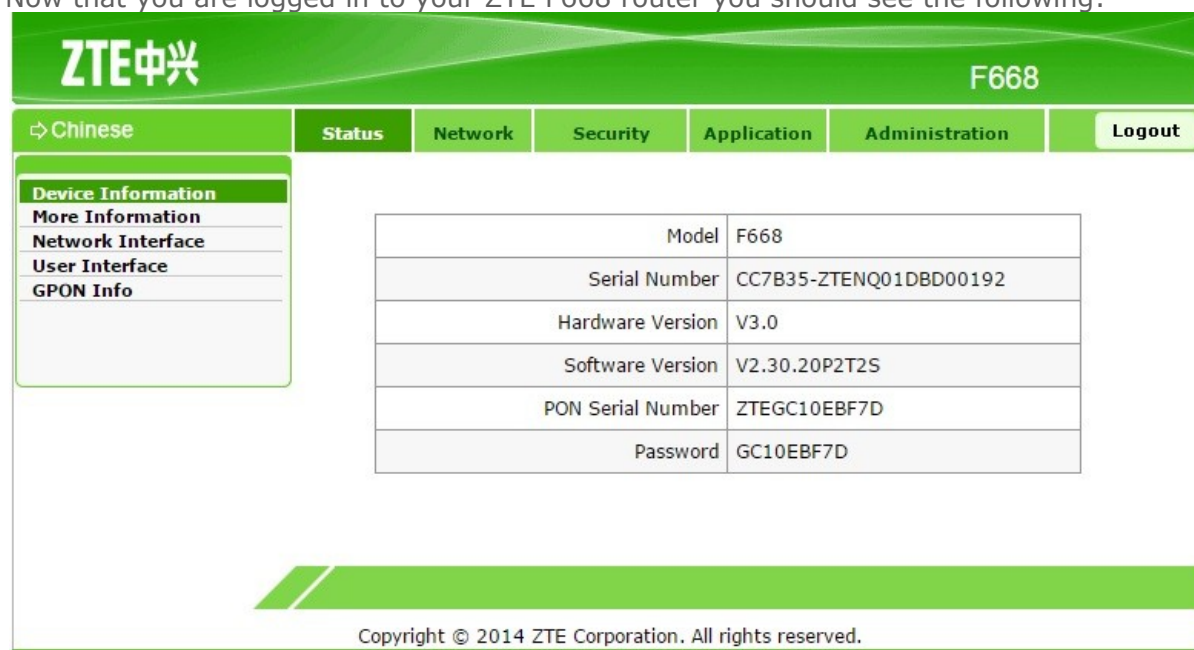 Now that you are logged in to your ZTE F668 router you should see the following:
ZTE中兴
F668
⇨Chinese
Status Network Security Application Administration Logout
Device Information
More Information
Network Interface
User Interface
GPON Info
Model F668
Serial Number CC7B35-ZTENQ01DBD00192
Hardware Version V3.0
Software Version V2.30.20P2T2S
PON Serial Number ZTEGC10EBF7D
Password GC10EBF7D
Copyright © 2014 ZTE Corporation. All rights reserved.